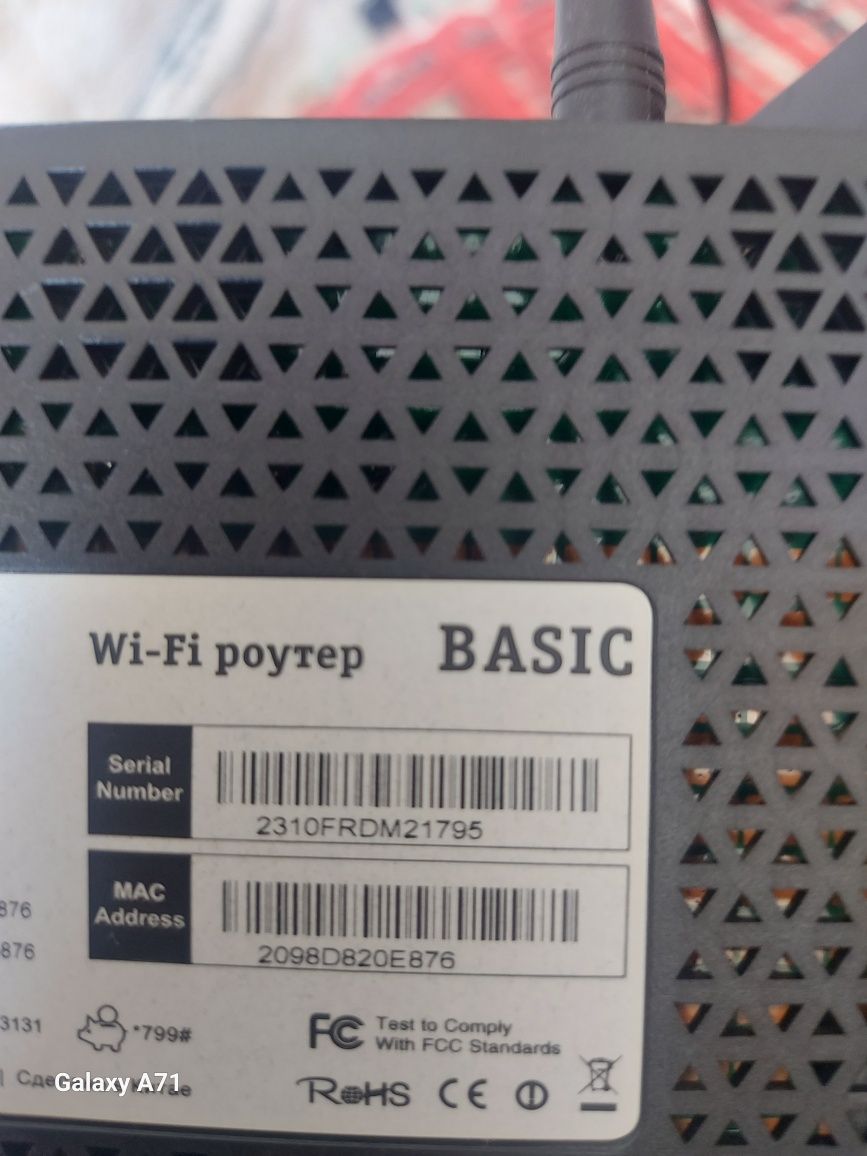 Wi-Fi роутер BASIC
Serial
Number
2310FRDM21795
MAC
Address
2098D820E876
876
876
3131
*799#
FC Test to Comply
With FCC Standards
RoHS CE
Galaxy A71